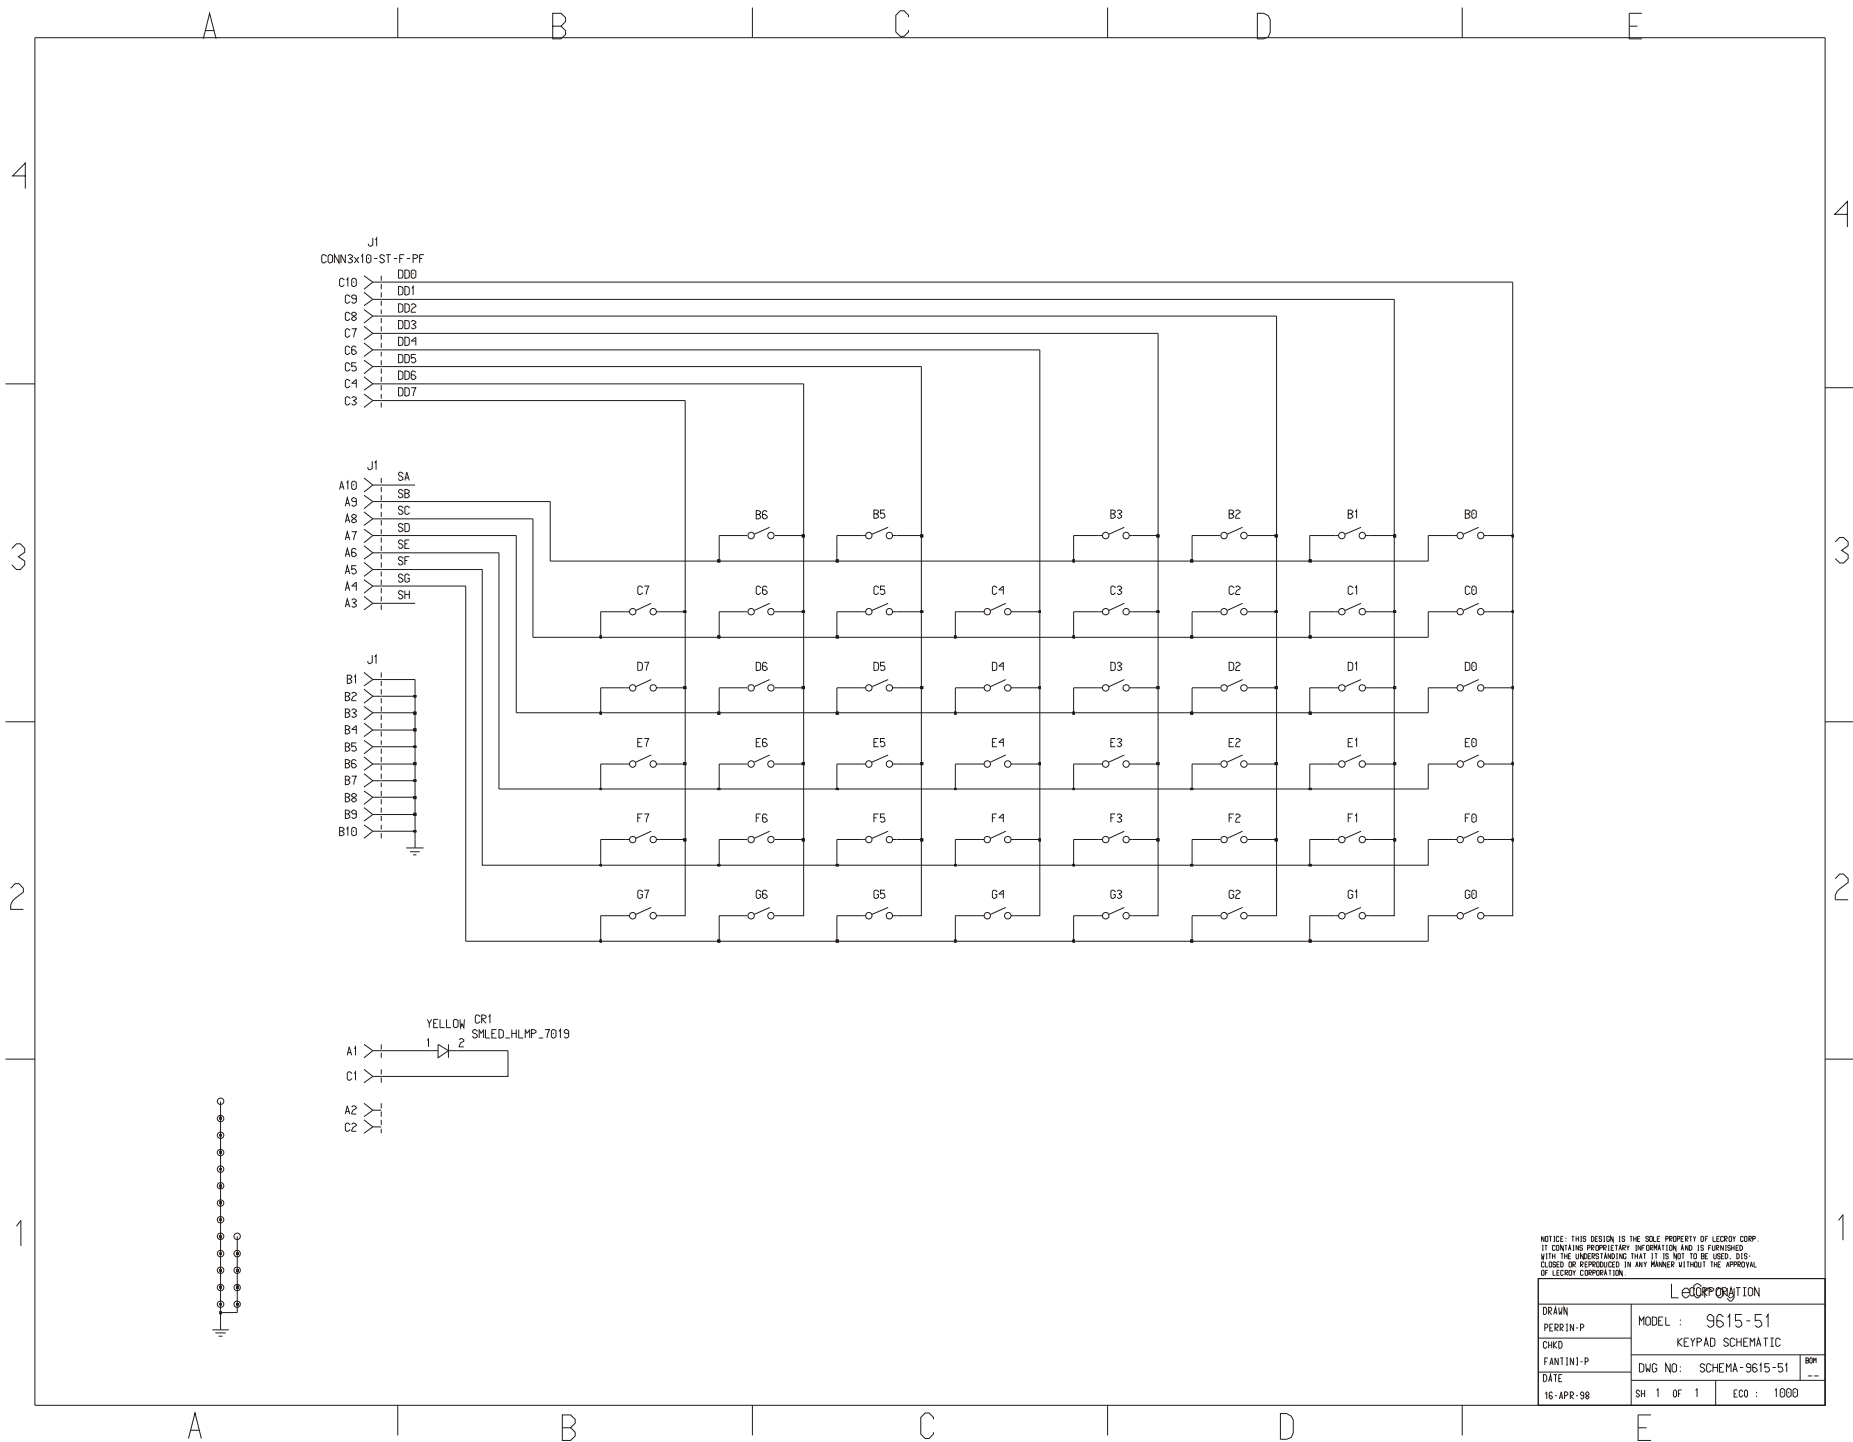 A B C D E
4
4
J1
CONN3x10-ST-F-PF
C10 DD0
C9 DD1
C8 DD2
C7 DD3
C6 DD4
C5 DD5
C4 DD6
C3 DD7
J1
A10 SA
A9 SB
A8 SC
A7 SD
A6 SE
A5 SF
A4 SG
A3 SH
B6 B5 B3 B2 B1 B0
3
3
C7 C6 C5 C4 C3 C2 C1 C0
J1
B1
B2
B3
B4
B5
B6
B7
B8
B9
B10
D7 D6 D5 D4 D3 D2 D1 D0
E7 E6 E5 E4 E3 E2 E1 E0
F7 F6 F5 F4 F3 F2 F1 F0
2
2
G7 G6 G5 G4 G3 G2 G1 G0
YELLOW CR1
SMLED_HLMP_7019
A1 1 2
C1
A2
C2
1
1
NOTICE: THIS DESIGN IS THE SOLE PROPERTY OF LECROY CORP.
IT CONTAINS PROPRIETARY INFORMATION AND IS FURNISHED
WITH THE UNDERSTANDING THAT IT IS NOT TO BE USED, DIS-
CLOSED OR REPRODUCED IN ANY MANNER WITHOUT THE APPROVAL
OF LECROY CORPORATION.
LeCroy CORPORATION
DRAWN
PERRIN-P
MODEL : 9615-51
KEYPAD SCHEMATIC
CHKD
FANTINI-P
DWG NO: SCHEMA-9615-51
BOM
--
DATE
16-APR-98
SH 1 OF 1
ECO : 1000
A B C D E